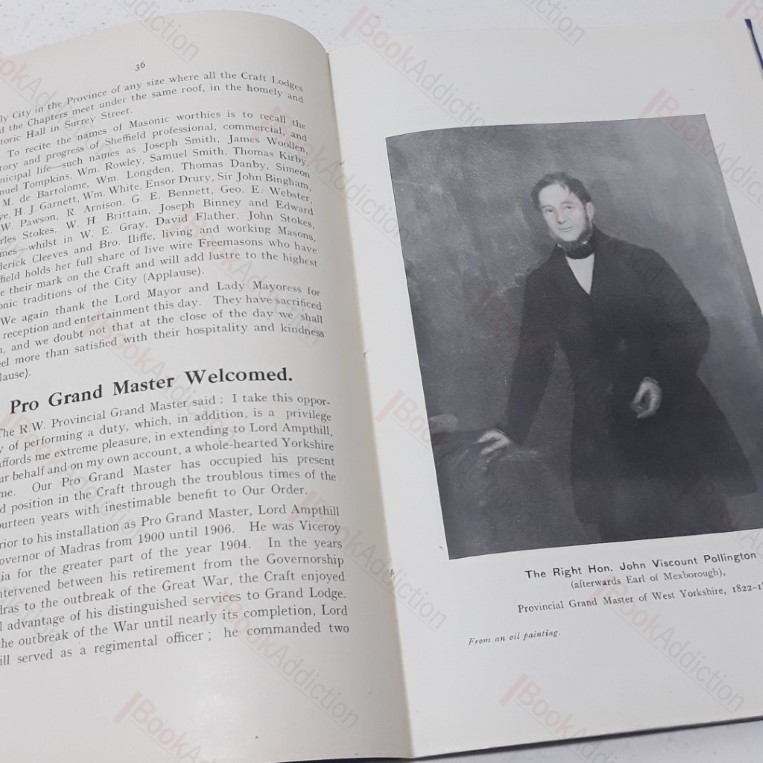 36
ly City in the Province of any size where all the Craft Lodges
d the Chapters meet under the same roof, in the homely and
toric Hall in Surrey Street.
To recite the names of Masonic worthies is to recall the
tory and progress of Sheffield professional, commercial, and
nicipal life—such names as Joseph Smith, James Woollen,
nuel Tompkins, Wm. Rowley, Samuel Smith, Thomas Kirby,
M. de Bartolome, Wm. Longden, Thomas Danby, Simeon
ye, H. J. Garnett, Wm. White, Ensor Drury, Sir John Bingham,
W. Pawson, R. Arnison, G. E. Bennett, Geo. E. Webster,
rles Stokes, W. H. Brittain, Joseph Binney and Edward
mes—whilst in W. E. Gray, David Flather, John Stokes,
derick Cleeves and Bro. Iliffe, living and working Masons,
ffield holds her full share of live wire Freemasons who have
e their mark on the Craft and will add lustre to the highest
onic traditions of the City (Applause).
We again thank the Lord Mayor and Lady Mayoress for
reception and entertainment this day. They have sacrificed
h, and we doubt not that at the close of the day we shall
eel more than satisfied with their hospitality and kindness
lause).
Pro Grand Master Welcomed.
The R.W. Provincial Grand Master said: I take this oppor-
y of performing a duty, which, in addition, is a privilege
affords me extreme pleasure, in extending to Lord Ampthill,
ur behalf and on my own account, a whole-hearted Yorkshire
me. Our Pro Grand Master has occupied his present
d position in the Craft through the troublous times of the
ourteen years with inestimable benefit to Our Order.
rior to his installation as Pro Grand Master, Lord Ampthill
overnor of Madras from 1900 until 1906. He was Viceroy
ia for the greater part of the year 1904. In the years
ntervened between his retirement from the Governorship
dras to the outbreak of the Great War, the Craft enjoyed
l advantage of his distinguished services to Grand Lodge.
he outbreak of the War until nearly its completion, Lord
ill served as a regimental officer; he commanded two
The Right Hon. John Viscount Pollington
(afterwards Earl of Mexborough),
Provincial Grand Master of West Yorkshire, 1822-1
From an oil painting.
BookAddiction